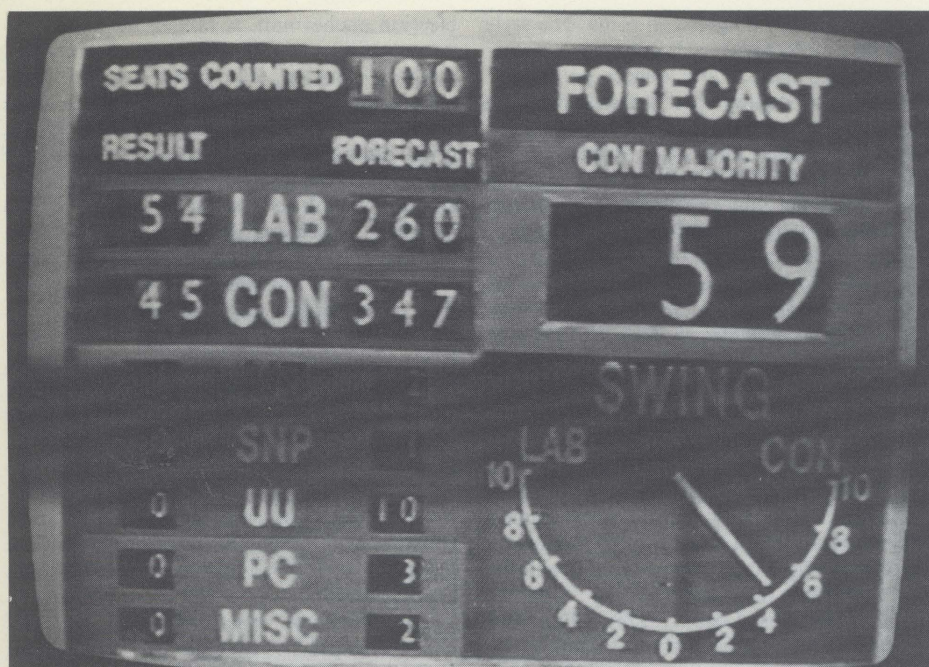 SEATS COUNTED 100
RESULT FORECAST
54 LAB 260
45 CON 347
SNP 1
0 UU 10
0 PC 3
0 MISC 2
FORECAST
CON MAJORITY
59
SWING
LAB CON
10 8 6 4 2 0 2 4 6 8 10